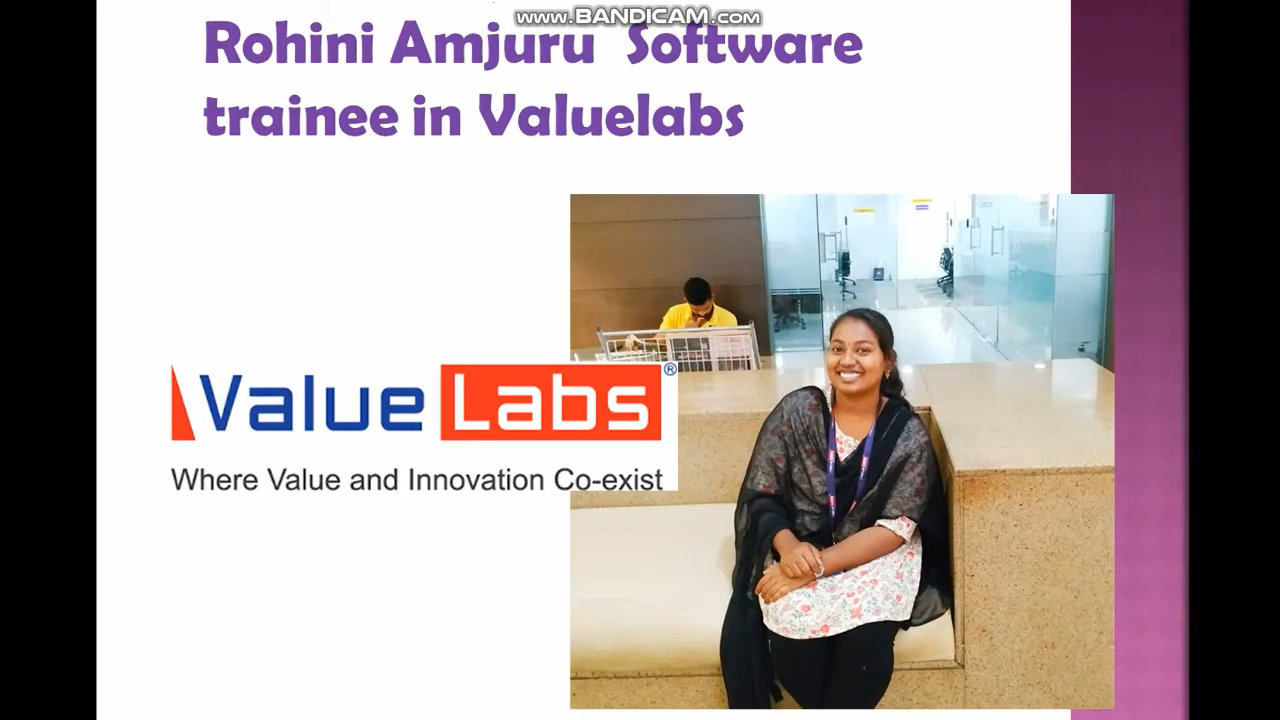 www.BANDICAM.com
Rohini Amjuru Software
trainee in Valuelabs
Value Labs®
Where Value and Innovation Co-exist